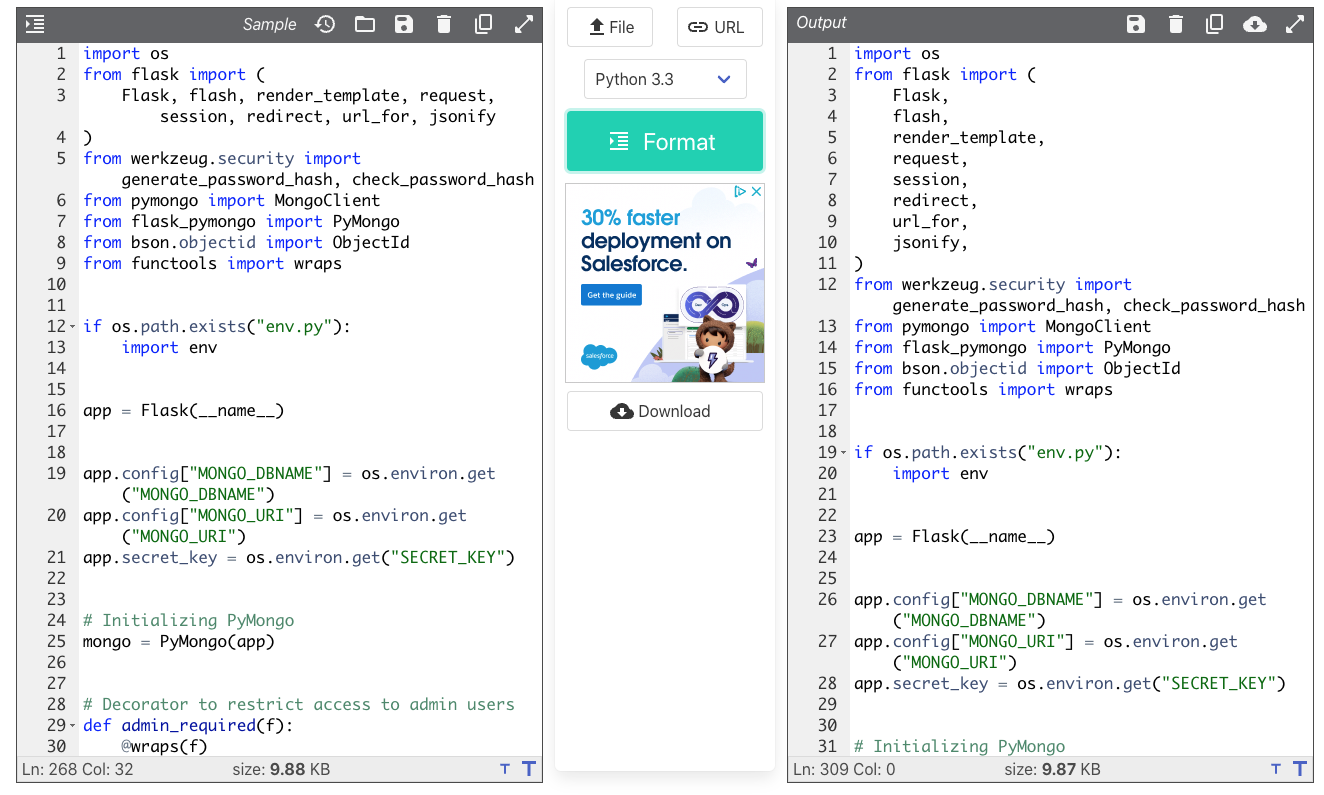 Sample
1 import os
2 from flask import (
3 Flask, flash, render_template, request,
session, redirect, url_for, jsonify
4 )
5 from werkzeug.security import
generate_password_hash, check_password_hash
6 from pymongo import MongoClient
7 from flask_pymongo import PyMongo
8 from bson.objectid import ObjectId
9 from functools import wraps
10
11
12 if os.path.exists("env.py"):
13 import env
14
15
16 app = Flask(__name__)
17
18
19 app.config["MONGO_DBNAME"] = os.environ.get
("MONGO_DBNAME")
20 app.config["MONGO_URI"] = os.environ.get
("MONGO_URI")
21 app.secret_key = os.environ.get("SECRET_KEY")
22
23
24 # Initializing PyMongo
25 mongo = PyMongo(app)
26
27
28 # Decorator to restrict access to admin users
29 def admin_required(f):
30 @wraps(f)
Ln: 268 Col: 32 size: 9.88 KB T T
File URL
Python 3.3
Format
30% faster
deployment on
Salesforce.
Get the guide
salesforce
Download
Output
1 import os
2 from flask import (
3 Flask,
4 flash,
5 render_template,
6 request,
7 session,
8 redirect,
9 url_for,
10 jsonify,
11 )
12 from werkzeug.security import
generate_password_hash, check_password_hash
13 from pymongo import MongoClient
14 from flask_pymongo import PyMongo
15 from bson.objectid import ObjectId
16 from functools import wraps
17
18
19 if os.path.exists("env.py"):
20 import env
21
22
23 app = Flask(__name__)
24
25
26 app.config["MONGO_DBNAME"] = os.environ.get
("MONGO_DBNAME")
27 app.config["MONGO_URI"] = os.environ.get
("MONGO_URI")
28 app.secret_key = os.environ.get("SECRET_KEY")
29
30
31 # Initializing PyMongo
Ln: 309 Col: 0 size: 9.87 KB T T